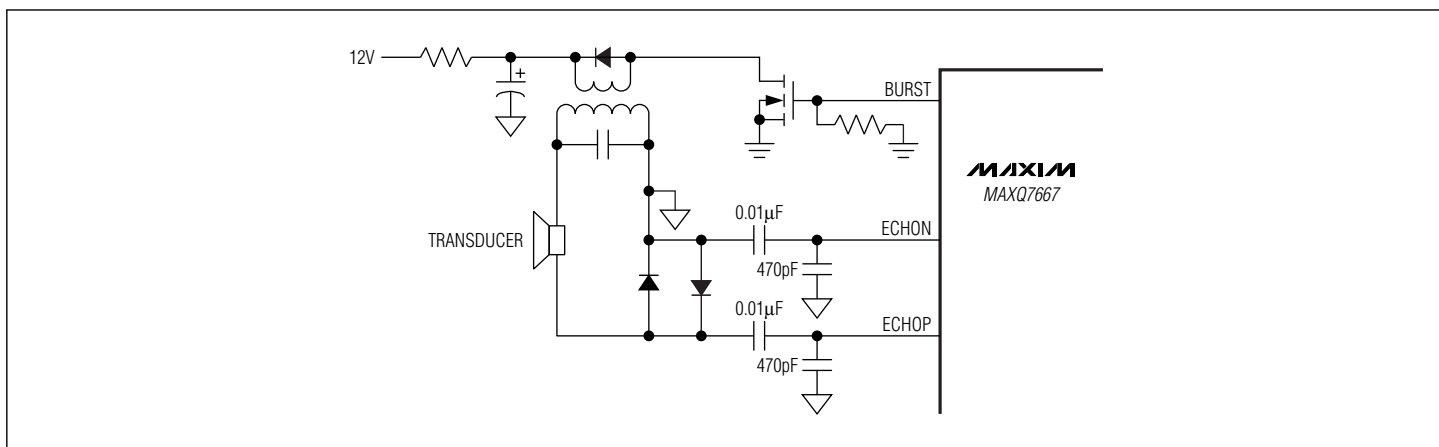 12V
+
BURST
MAXIM
MAXQ7667
0.01μF
TRANSDUCER
ECHON
470pF
0.01μF
ECHOP
470pF